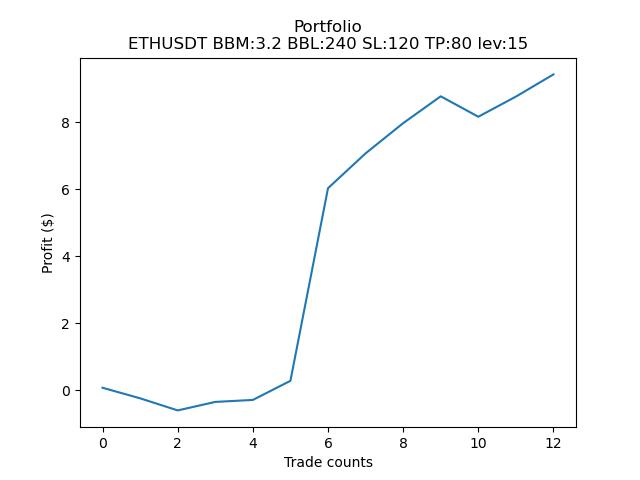 Portfolio
ETHUSDT BBM:3.2 BBL:240 SL:120 TP:80 lev:15
8
6
4
2
0
Profit ($)
0 2 4 6 8 10 12
Trade counts